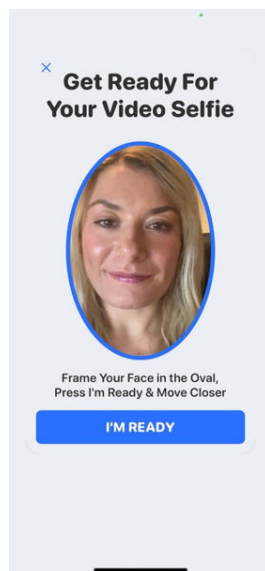 Get Ready For
Your Video Selfie
Frame Your Face in the Oval,
Press I'm Ready & Move Closer
I'M READY